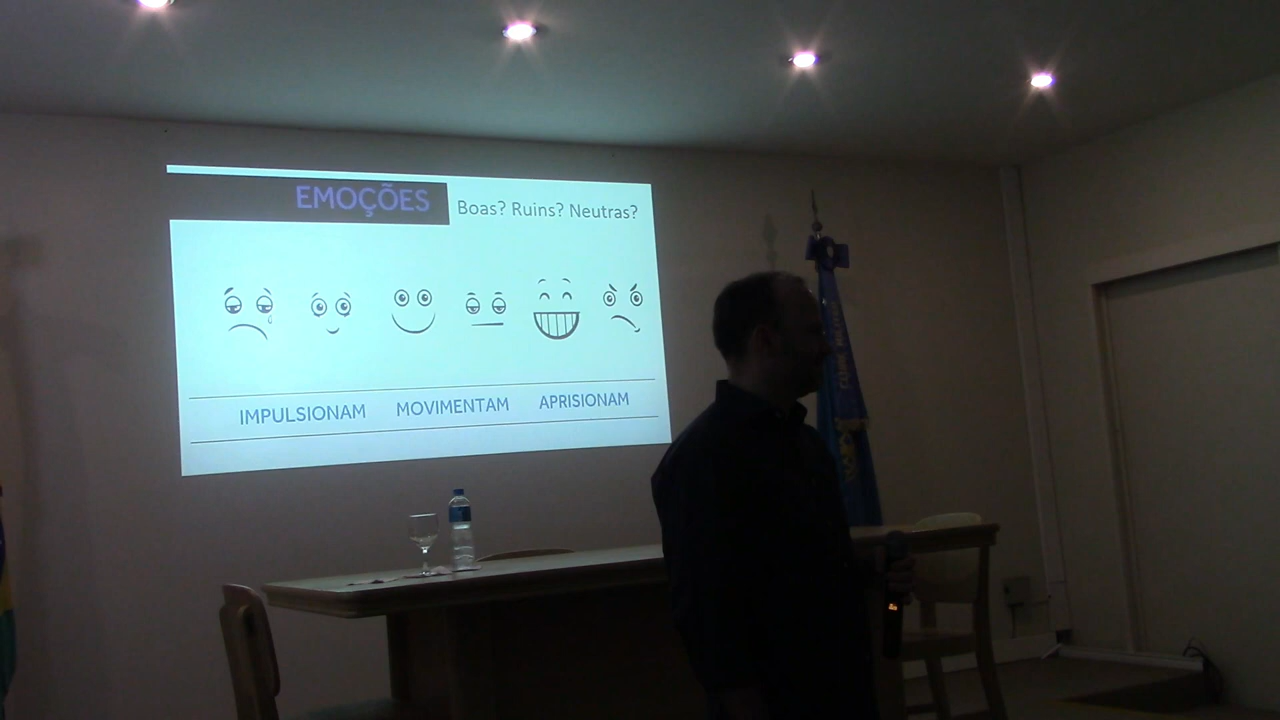 EMOÇÕES Boas? Ruins? Neutras?
IMPULSIONAM MOVIMENTAM APRISIONAM